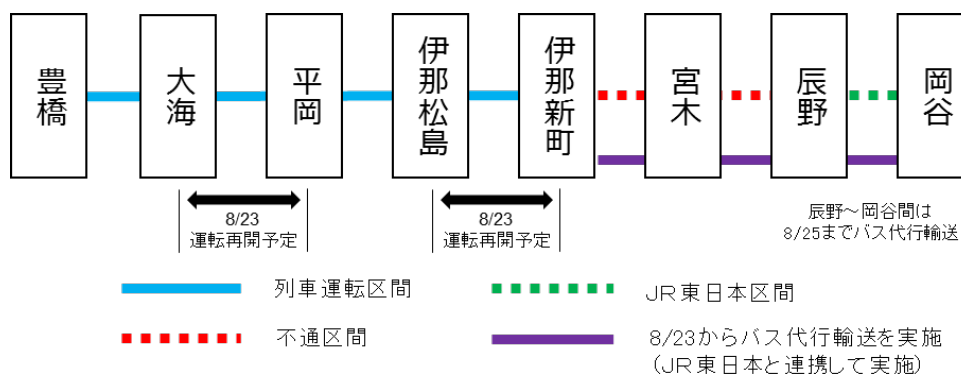 豊橋
大海
平岡
伊那松島
伊那新町
宮木
辰野
岡谷
8/23
運転再開予定
8/23
運転再開予定
辰野～岡谷間は
8/25までバス代行輸送
列車運転区間
JR東日本区間
不通区間
8/23からバス代行輸送を実施
(JR東日本と連携して実施)